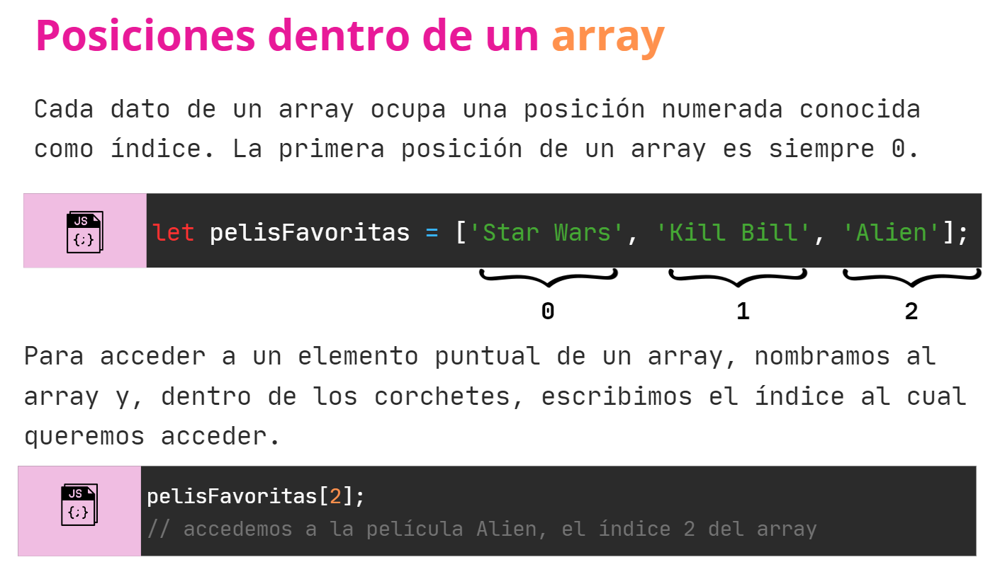 Posiciones dentro de un array
Cada dato de un array ocupa una posición numerada conocida
como índice. La primera posición de un array es siempre 0.
JS
{;}
let pelisFavoritas = ['Star Wars', 'Kill Bill', 'Alien'];
0 1 2
Para acceder a un elemento puntual de un array, nombramos al
array y, dentro de los corchetes, escribimos el índice al cual
queremos acceder.
JS
{;}
pelisFavoritas[2];
// accedemos a la película Alien, el índice 2 del array